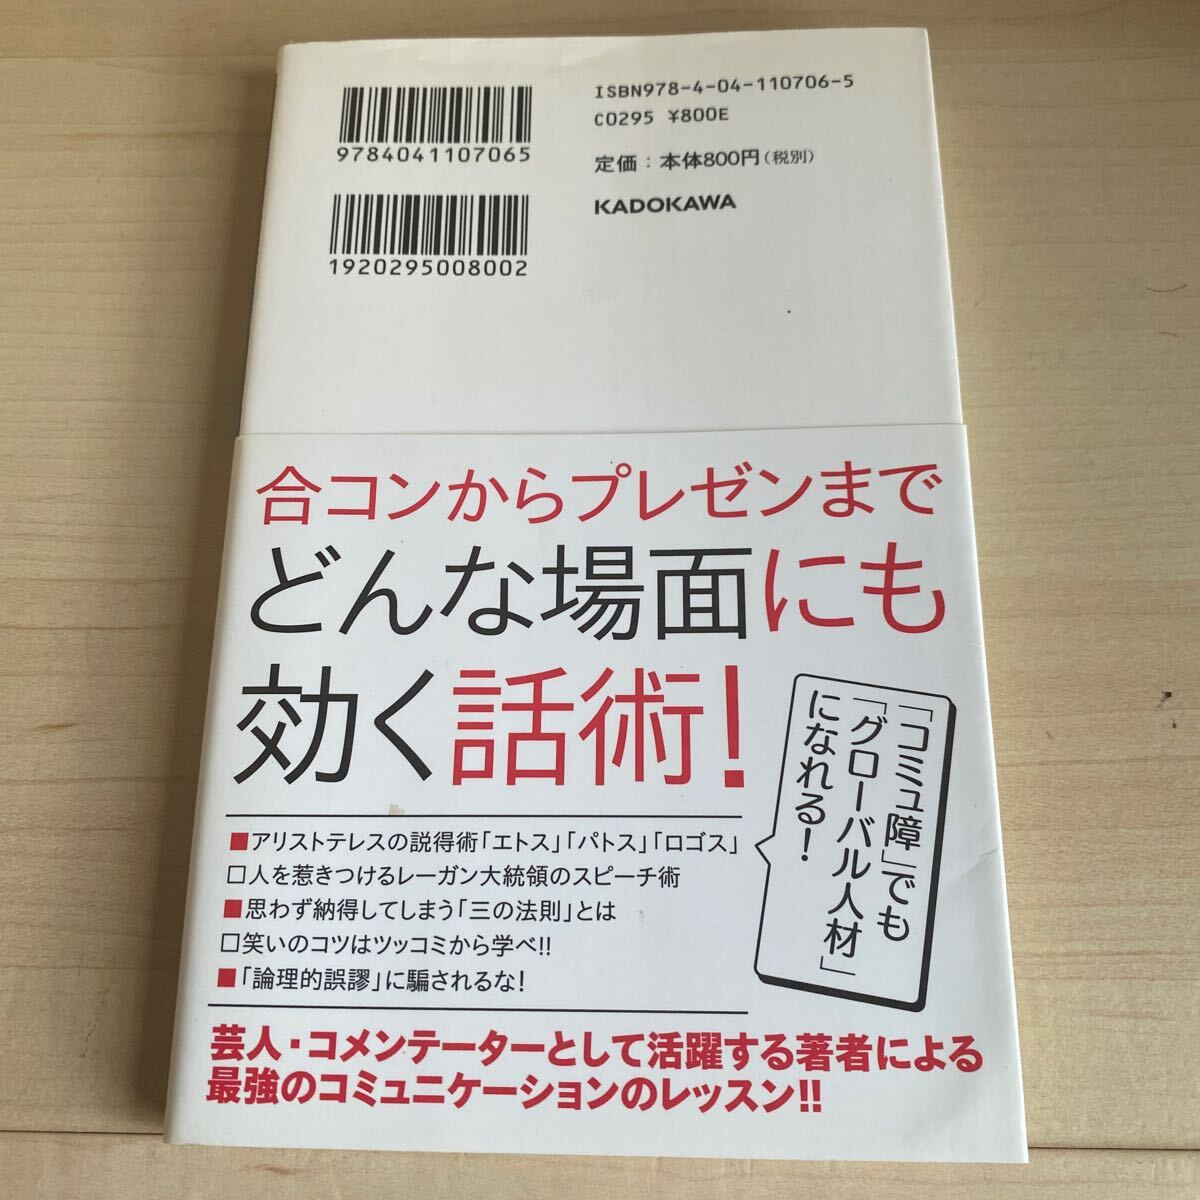 9784041107065
1920295008002
ISBN978-4-04-110706-5
C0295 ¥800E
定価：本体800円（税別）
KADOKAWA
合コンからプレゼンまで
どんな場面にも
効く話術！
「コミュ障」でも
「グローバル人材」
になれる！
■アリストテレスの説得術「エトス」「パトス」「ロゴス」
□人を惹きつけるレーガン大統領のスピーチ術
■思わず納得してしまう「三の法則」とは
□笑いのコツはツッコミから学べ!!
■「論理的誤謬」に騙されるな！
芸人・コメンテーターとして活躍する著者による
最強のコミュニケーションのレッスン!!